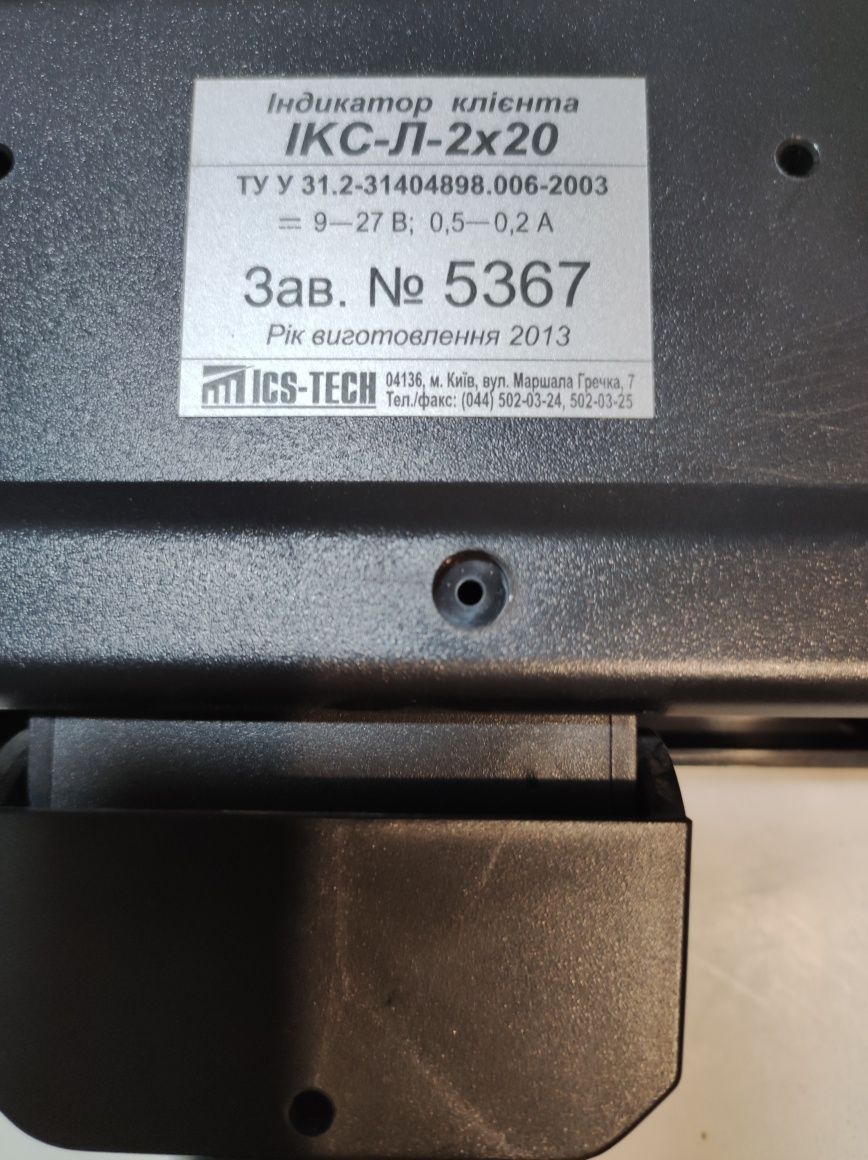 Індикатор клієнта
ІКС-Л-2х20
ТУ У 31.2-31404898.006-2003
⎓ 9—27 В; 0,5—0,2 А
Зав. № 5367
Рік виготовлення 2013
ICS-TECH
04136, м. Київ, вул. Маршала Гречка, 7
Тел./факс: (044) 502-03-24, 502-03-25